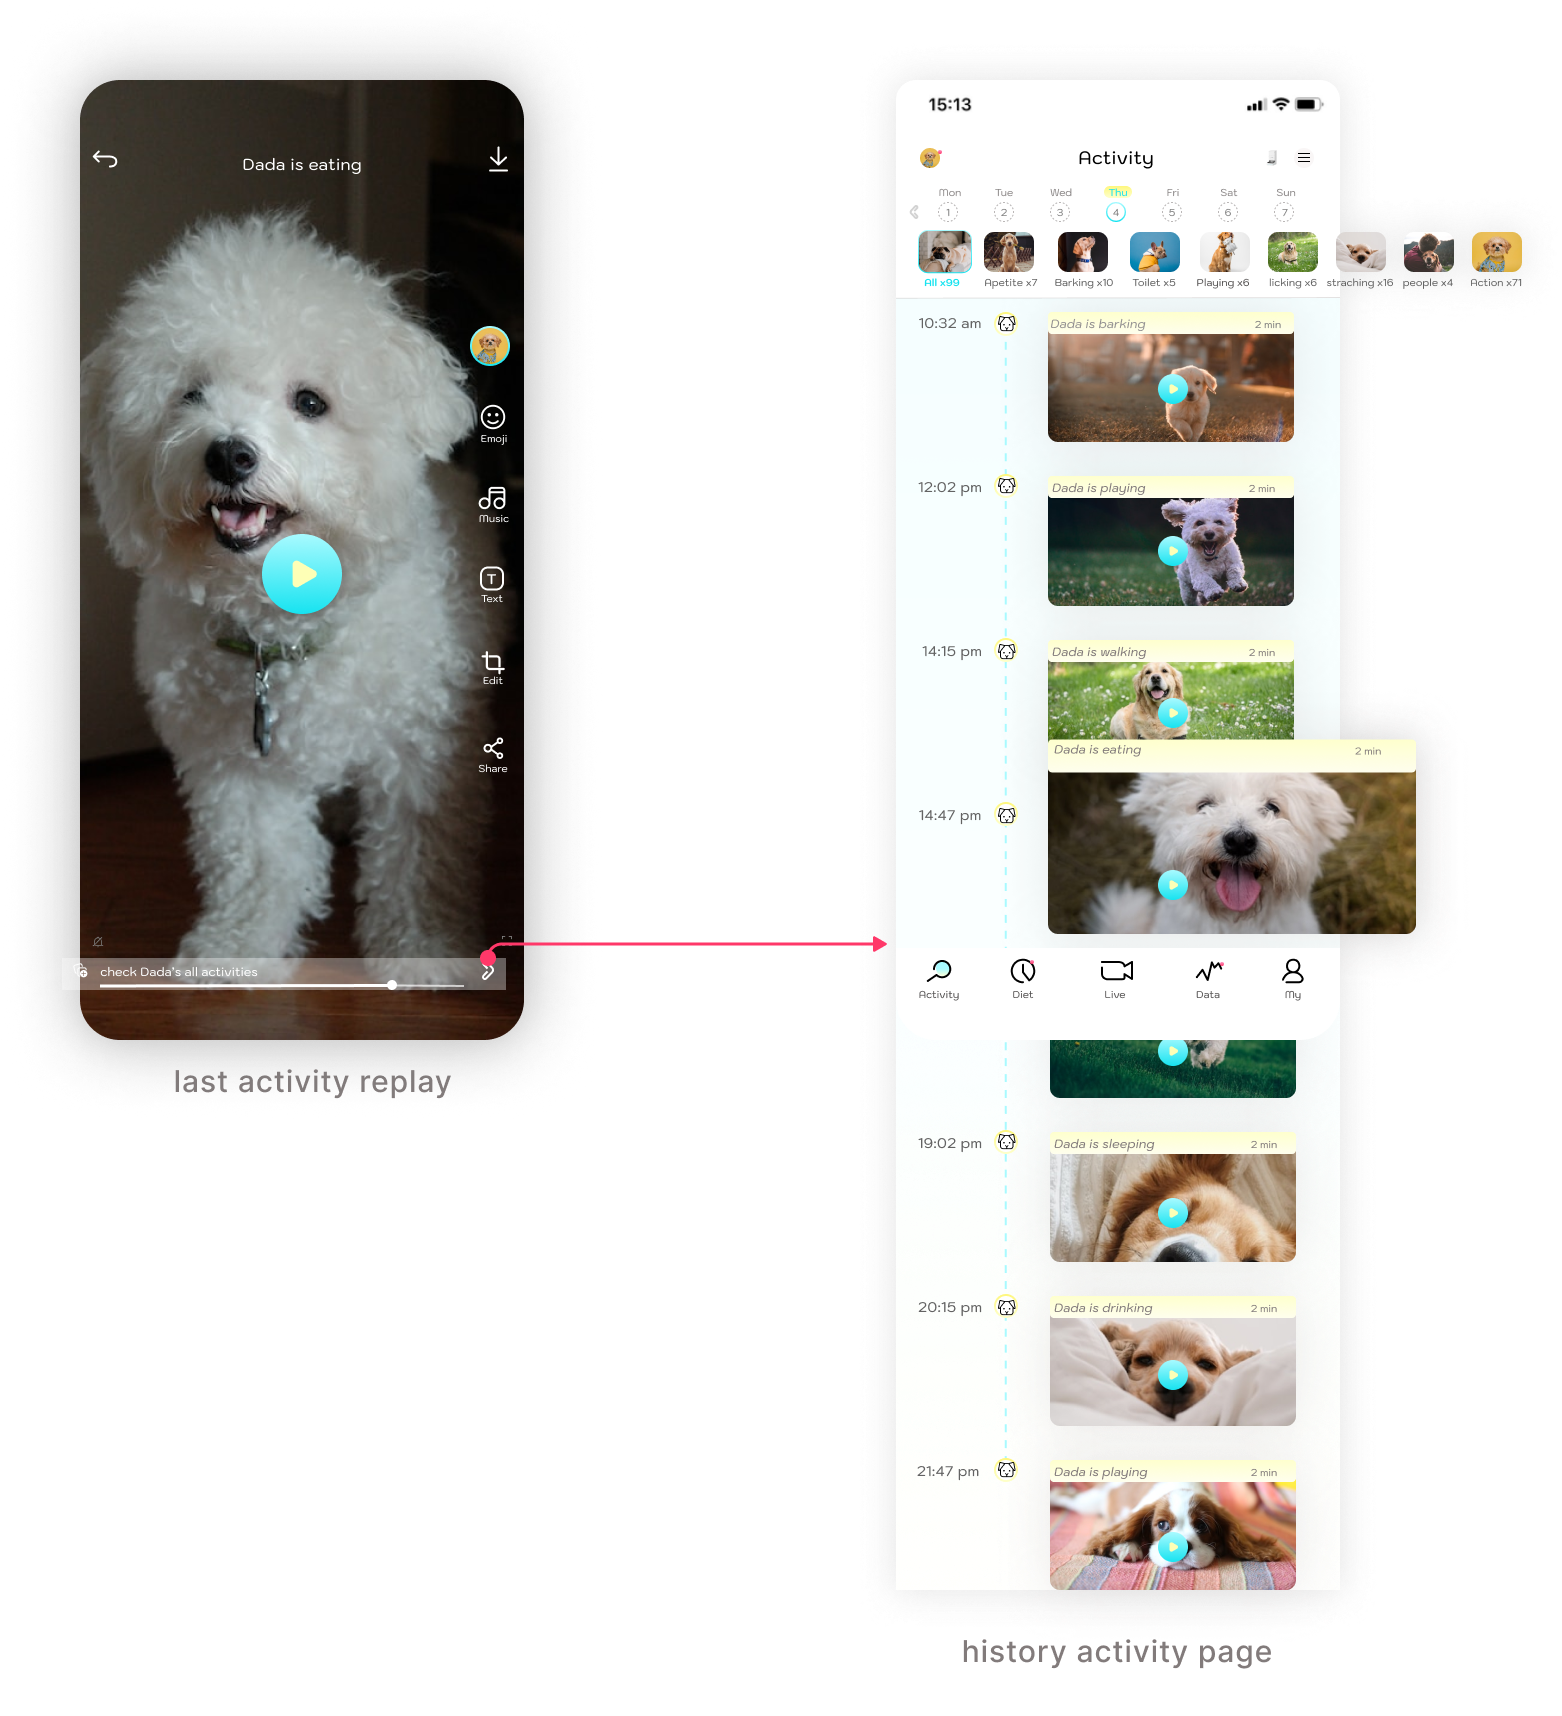 Dada is eating
Emoji
Music
T
Text
Edit
Share
check Dada's all activities
last activity replay
15:13
Activity
Mon Tue Wed Thu Fri Sat Sun
1 2 3 4 5 6 7
All x99 Apetite x7 Barking x10 Toilet x5 Playing x6 licking x6 straching x16 people x4 Action x71
10:32 am
Dada is barking 2 min
12:02 pm
Dada is playing 2 min
14:15 pm
Dada is walking 2 min
Dada is eating 2 min
14:47 pm
Activity Diet Live Data My
19:02 pm
Dada is sleeping 2 min
20:15 pm
Dada is drinking 2 min
21:47 pm
Dada is playing 2 min
history activity page